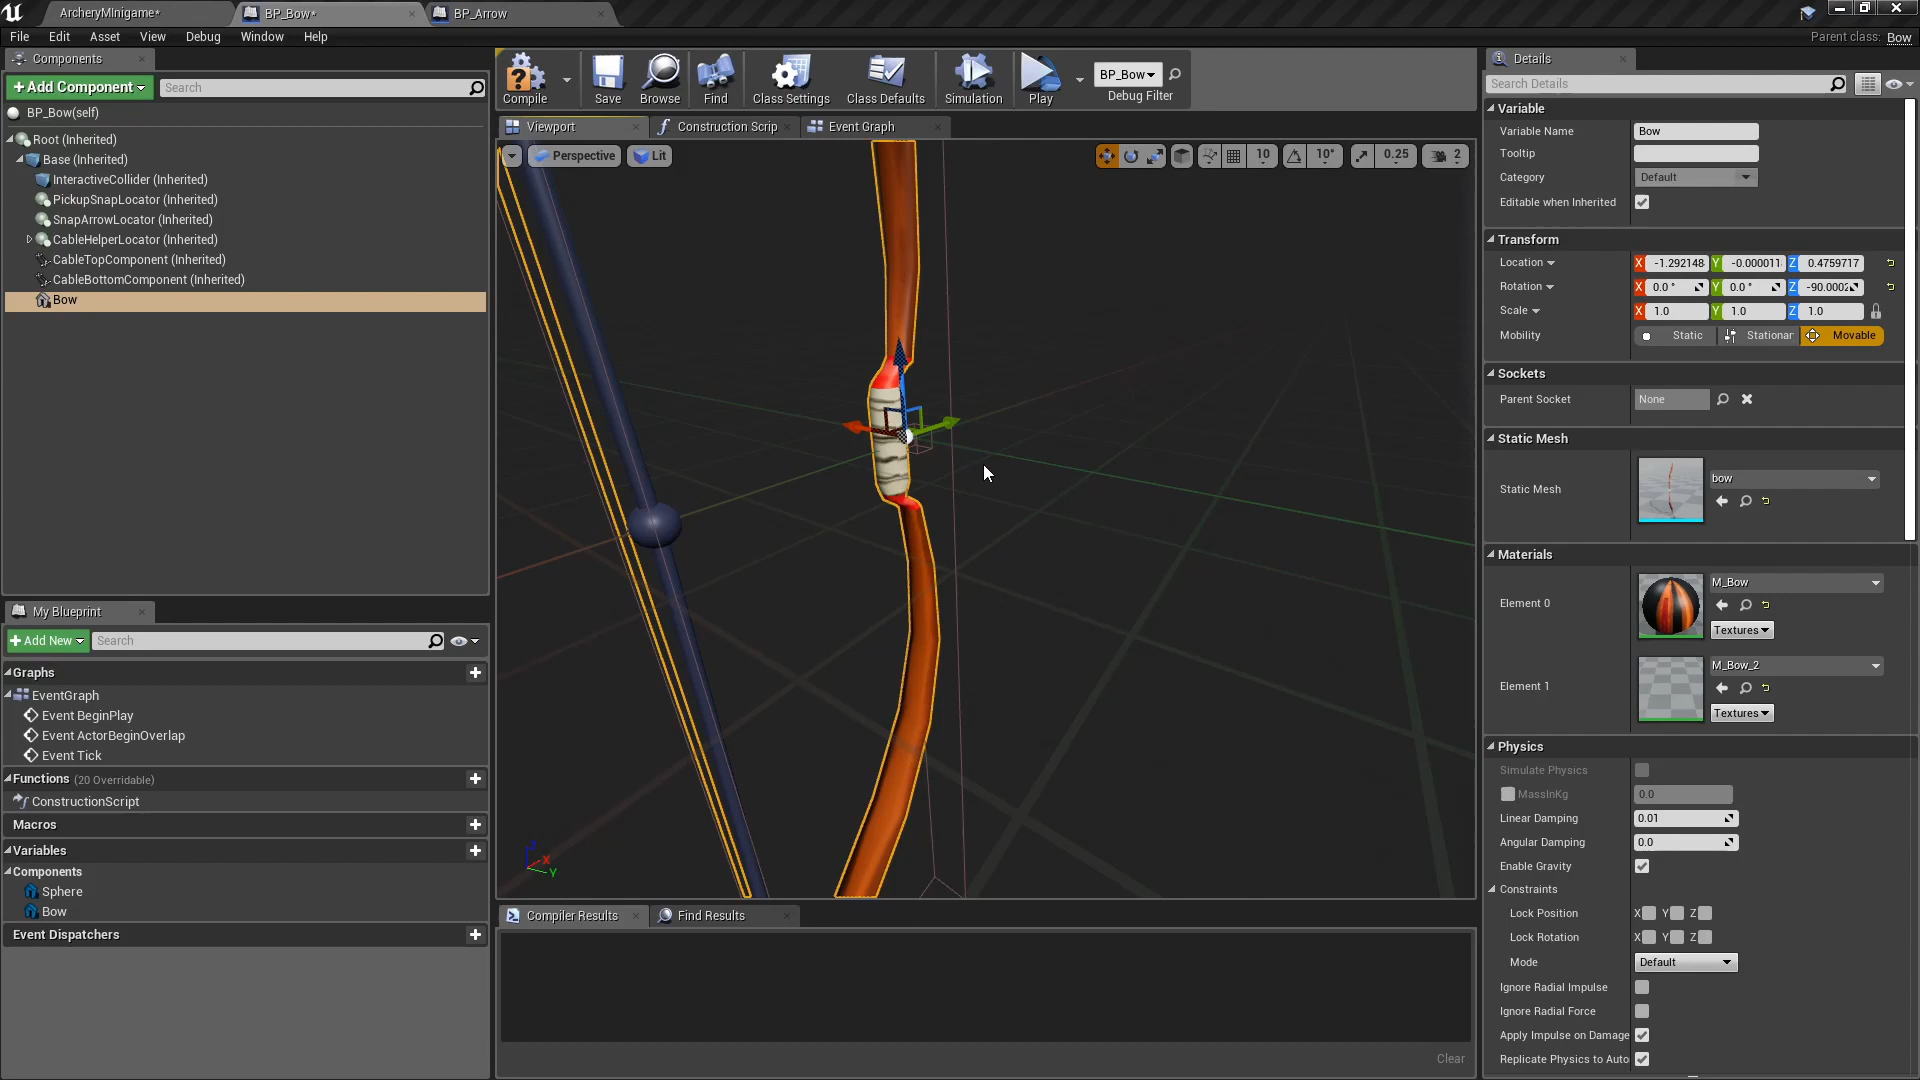 ArcheryMInigame*
BP_Bow*
BP_Arrow
File Edit Asset View Debug Window Help
Parent class: Bow
Components
+ Add Component
Search
BP_Bow(self)
Root (Inherited)
Base (Inherited)
InteractiveCollider (Inherited)
PickupSnapLocator (Inherited)
SnapArrowLocator (Inherited)
CableHelperLocator (Inherited)
CableTopComponent (Inherited)
CableBottomComponent (Inherited)
Bow
My Blueprint
+ Add New
Search
Graphs
EventGraph
Event BeginPlay
Event ActorBeginOverlap
Event Tick
Functions (20 Overridable)
ConstructionScript
Macros
Variables
Components
Sphere
Bow
Event Dispatchers
Compile
Save
Browse
Find
Class Settings
Class Defaults
Simulation
Play
BP_Bow
Debug Filter
Viewport
Construction Scrip
Event Graph
Perspective
Lit
10
10°
0.25
2
Z X Y
Compiler Results
Find Results
Clear
Details
Search Details
Variable
Variable Name Bow
Tooltip
Category Default
Editable when Inherited
Transform
Location X -1.292148 Y -0.000011 Z 0.4759717
Rotation X 0.0 ° Y 0.0 ° Z -90.0002
Scale X 1.0 Y 1.0 Z 1.0
Mobility Static Stationar Movable
Sockets
Parent Socket None
Static Mesh
Static Mesh bow
Materials
Element 0 M_Bow
Textures
Element 1 M_Bow_2
Textures
Physics
Simulate Physics
MassInKg 0.0
Linear Damping 0.01
Angular Damping 0.0
Enable Gravity
Constraints
Lock Position X Y Z
Lock Rotation X Y Z
Mode Default
Ignore Radial Impulse
Ignore Radial Force
Apply Impulse on Damage
Replicate Physics to Auto